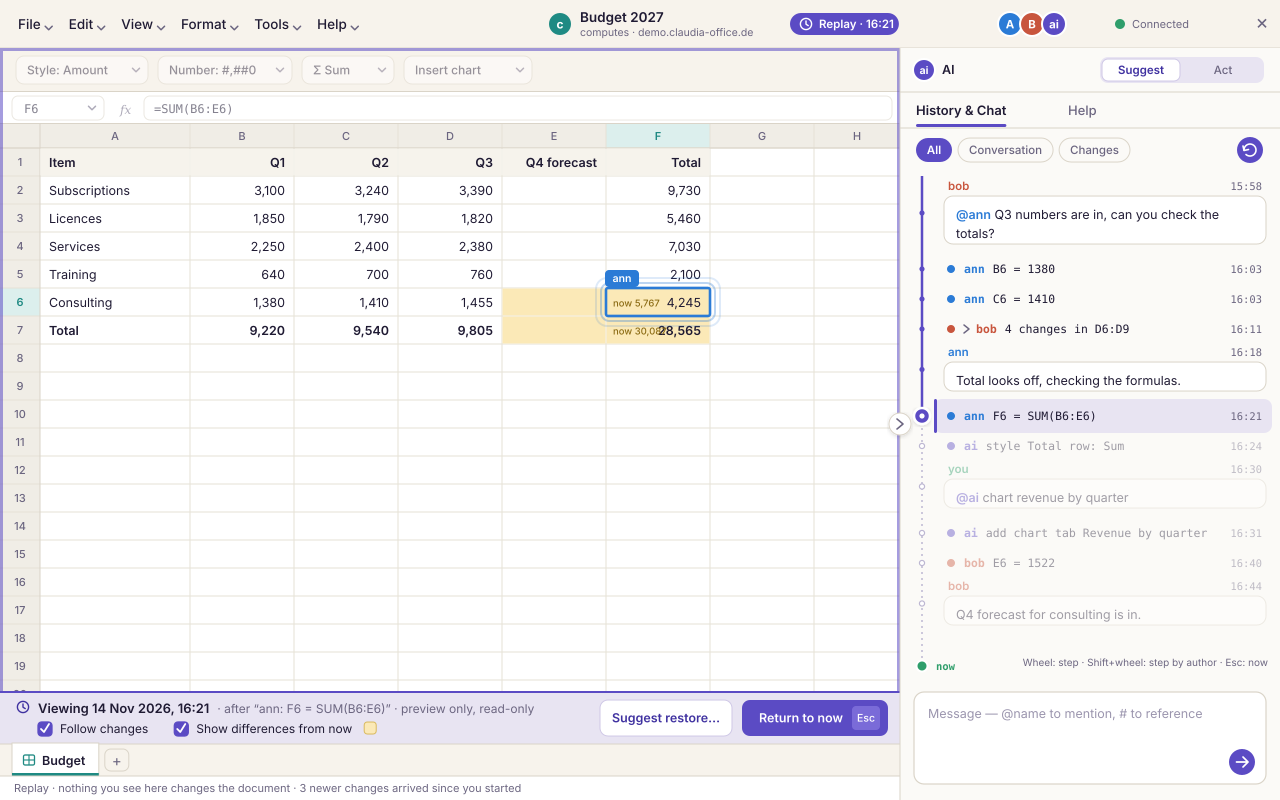 File Edit View Format Tools Help
c
Budget 2027
computes · demo.claudia-office.de
Replay · 16:21
A B ai
Connected
Style: Amount
Number: #,##0
Σ Sum
Insert chart
F6
fx
=SUM(B6:E6)
A B C D E F G H
1 Item Q1 Q2 Q3 Q4 forecast Total
2 Subscriptions 3,100 3,240 3,390 9,730
3 Licences 1,850 1,790 1,820 5,460
4 Services 2,250 2,400 2,380 7,030
5 Training 640 700 760 2,100
ann
6 Consulting 1,380 1,410 1,455 now 5,767 4,245
7 Total 9,220 9,540 9,805 28,565
8
9
10
11
12
13
14
15
16
17
18
19
Viewing 14 Nov 2026, 16:21 · after “ann: F6 = SUM(B6:E6)” · preview only, read-only
Follow changes
Show differences from now
Suggest restore...
Return to now Esc
Budget
+
Replay · nothing you see here changes the document · 3 newer changes arrived since you started
ai AI
Suggest Act
History & Chat Help
All Conversation Changes
bob 15:58
@ann Q3 numbers are in, can you check the
totals?
ann B6 = 1380 16:03
ann C6 = 1410 16:03
bob 4 changes in D6:D9 16:11
ann 16:18
Total looks off, checking the formulas.
ann F6 = SUM(B6:E6) 16:21
ai style Total row: Sum 16:24
you 16:30
@ai chart revenue by quarter
ai add chart tab Revenue by quarter 16:31
bob E6 = 1522 16:40
bob 16:44
Q4 forecast for consulting is in.
now
Wheel: step · Shift+wheel: step by author · Esc: now
Message — @name to mention, # to reference